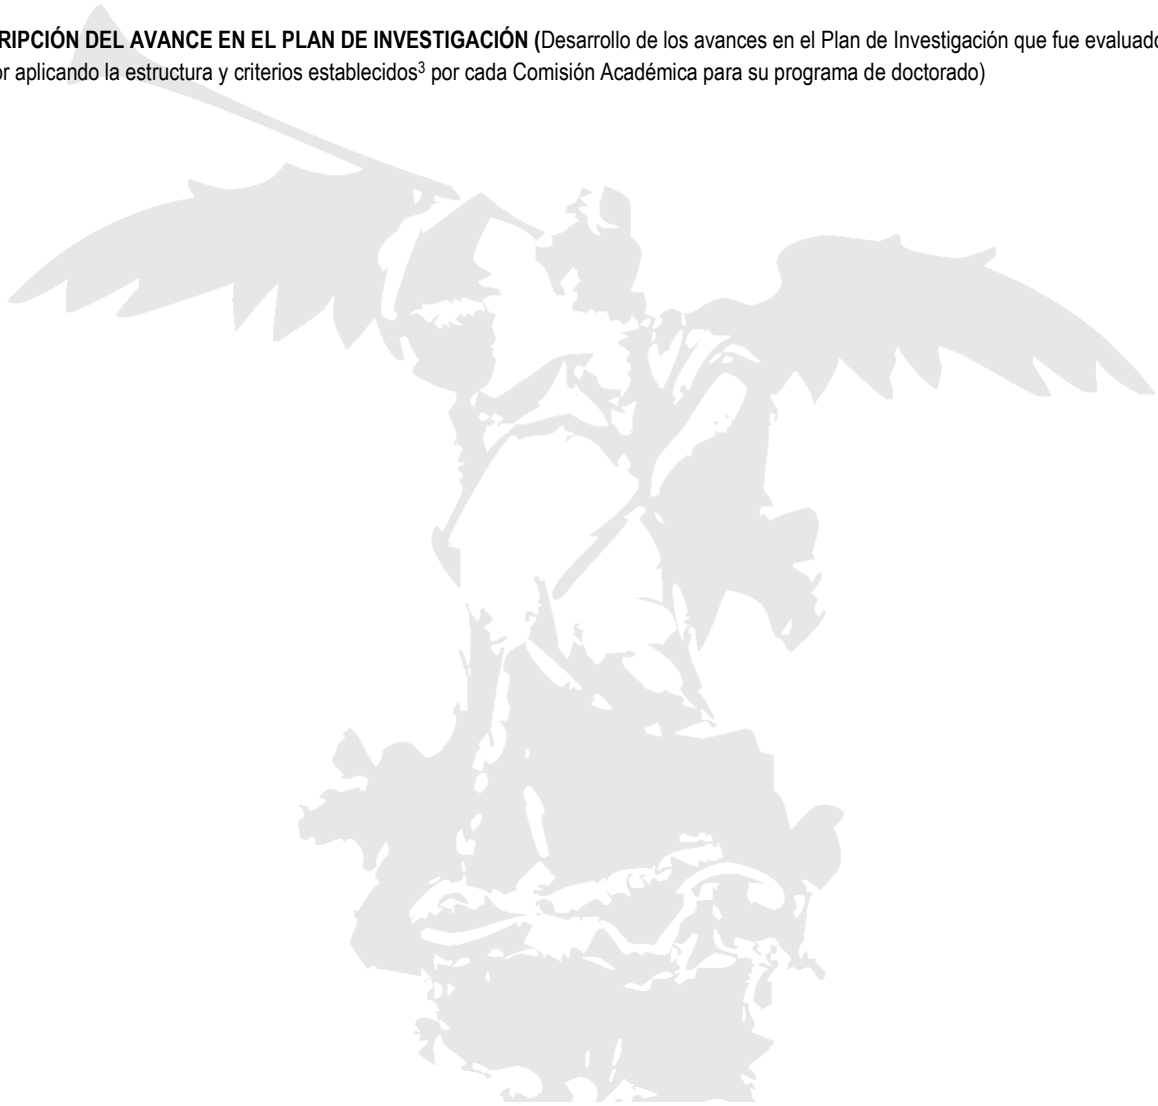 RIPCIÓN DEL AVANCE EN EL PLAN DE INVESTIGACIÓN (Desarrollo de los avances en el Plan de Investigación que fue evaluado
or aplicando la estructura y criterios establecidos³ por cada Comisión Académica para su programa de doctorado)